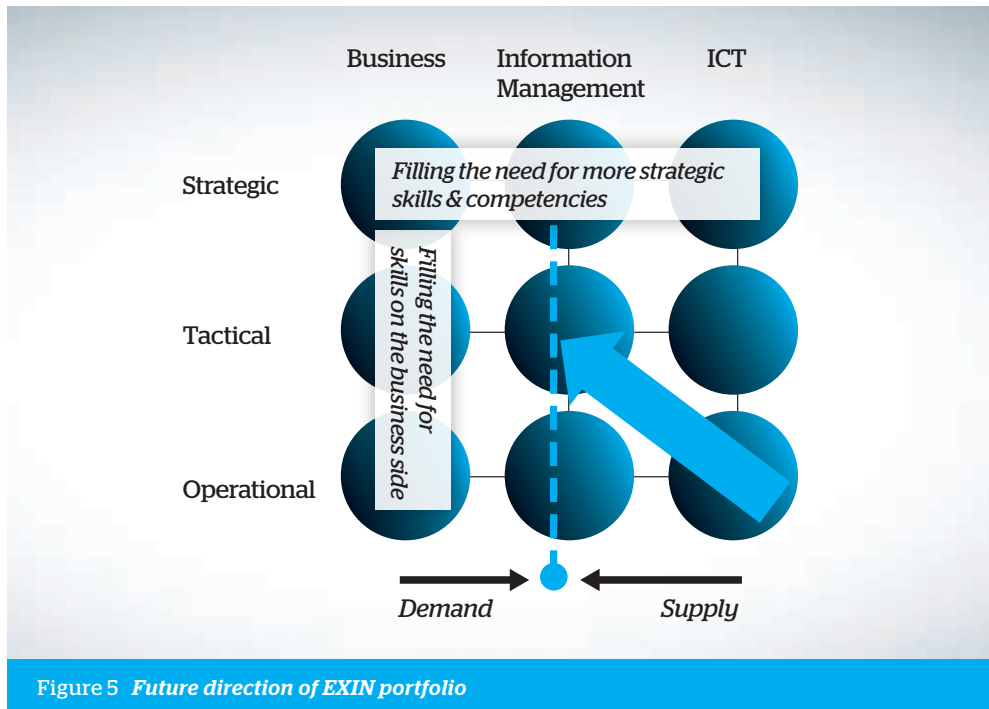 Business
Information
Management
ICT
Strategic
Filling the need for more strategic
skills & competencies
Filling the need for
skills on the business side
Tactical
Operational
Demand
Supply
Figure 5 Future direction of EXIN portfolio